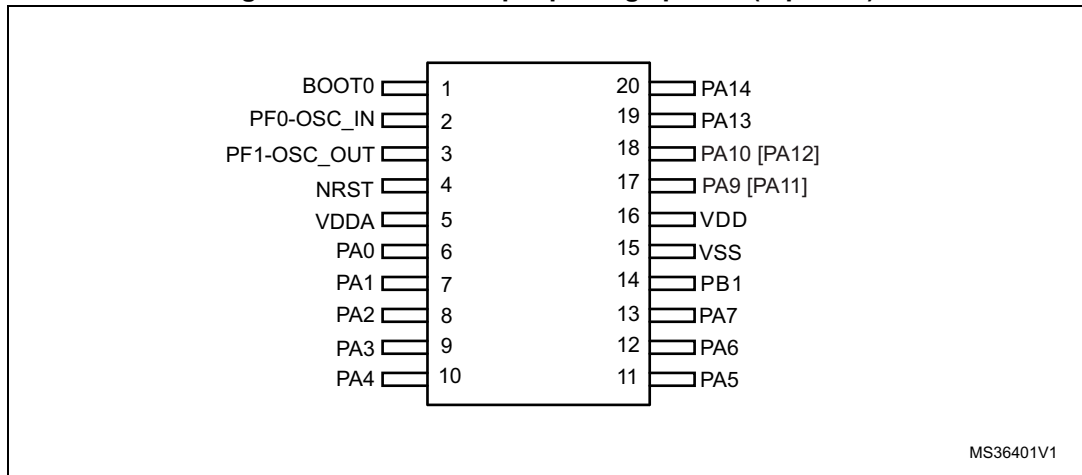 BOOT0 1 20 PA14
PF0-OSC_IN 2 19 PA13
PF1-OSC_OUT 3 18 PA10 [PA12]
NRST 4 17 PA9 [PA11]
VDDA 5 16 VDD
PA0 6 15 VSS
PA1 7 14 PB1
PA2 8 13 PA7
PA3 9 12 PA6
PA4 10 11 PA5
MS36401V1